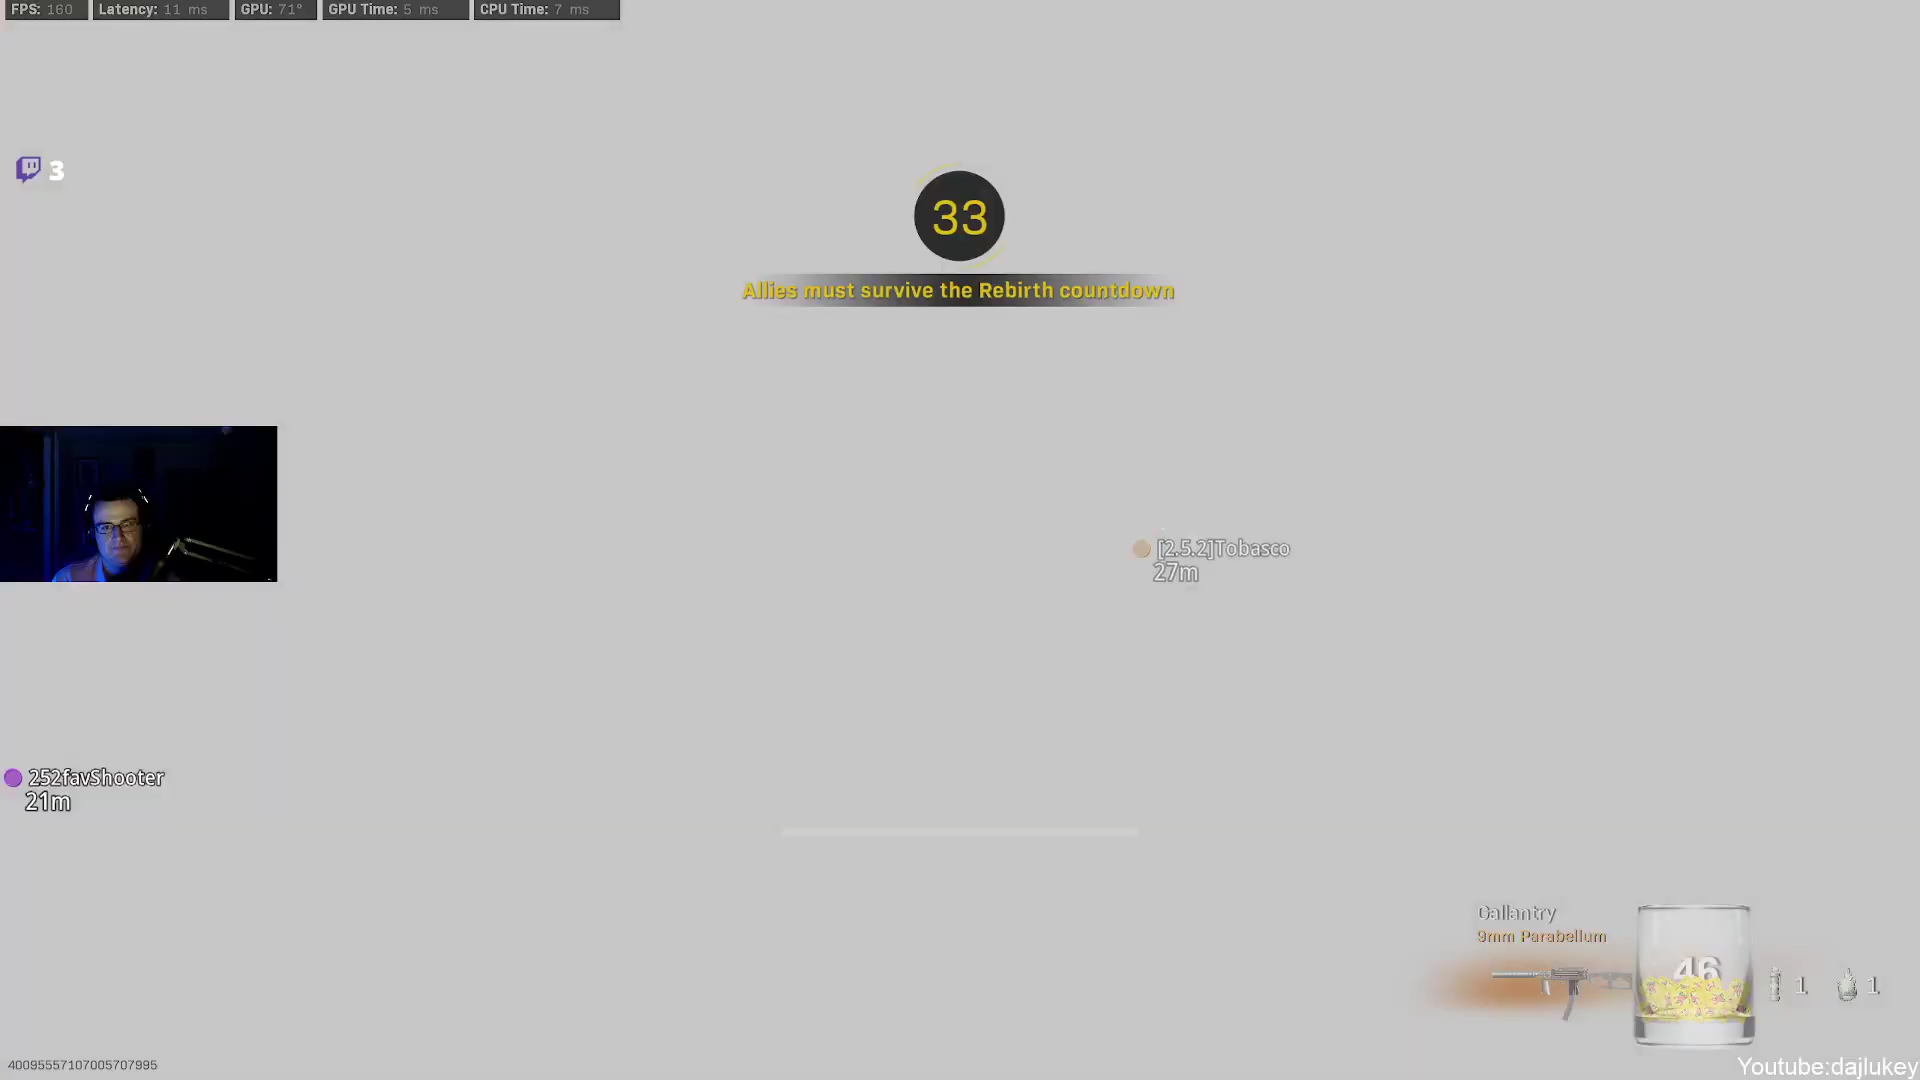 FPS: 160 Latency: 11 ms GPU: 71° GPU Time: 5 ms CPU Time: 7 ms
3
33
Allies must survive the Rebirth countdown
[2.5.2]Tobasco
27m
252favShooter
21m
Gallantry
9mm Parabellum
46
1 1
40095557107005707995
Youtube:dajlukey